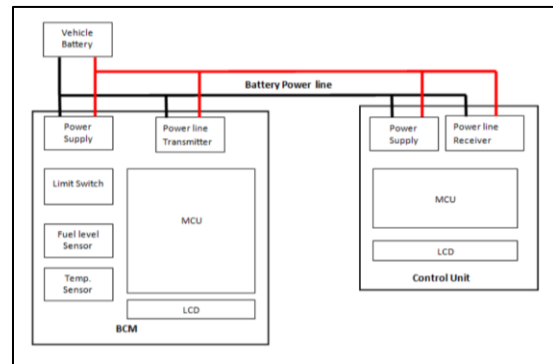 Vehicle
Battery
Battery Power line
Power
Supply
Power line
Transmitter
Power
Supply
Power line
Receiver
Limit Switch
MCU
MCU
Fuel level
Sensor
LCD
Temp.
Sensor
Control Unit
LCD
BCM